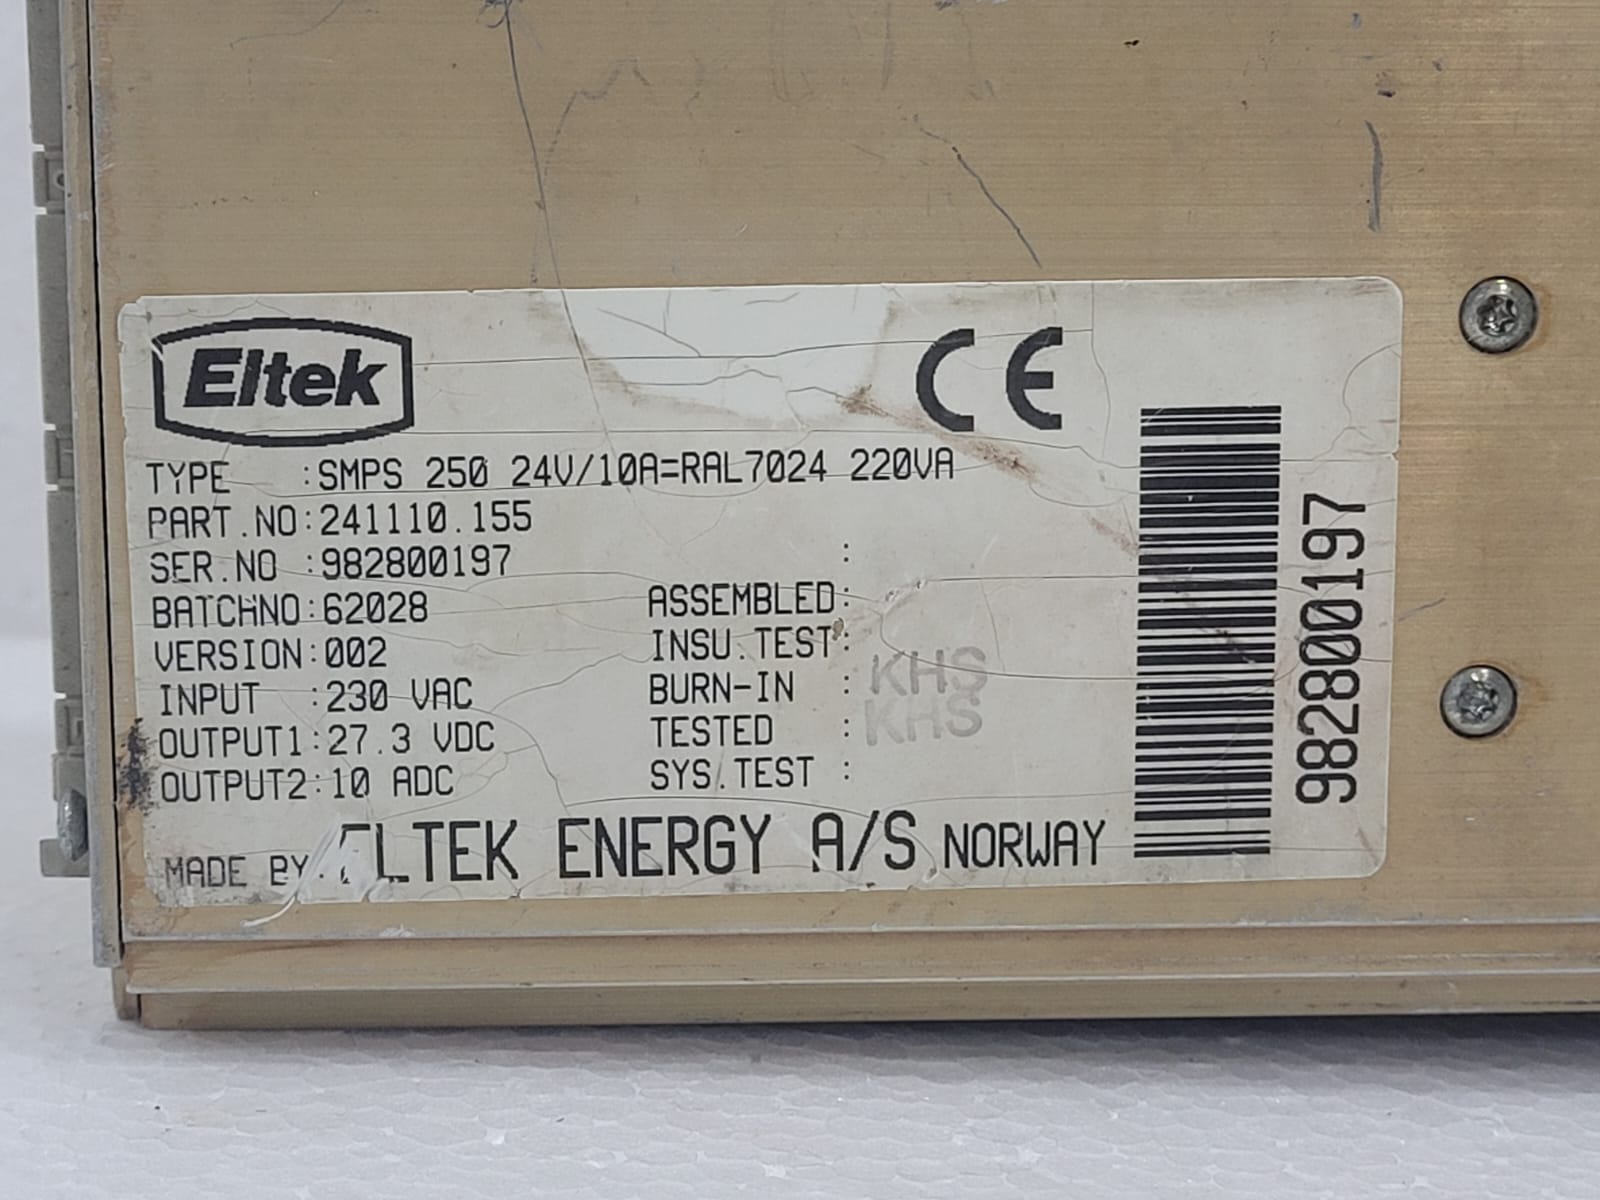 Eltek
CE
TYPE :SMPS 250 24V/10A=RAL7024 220VA
PART.NO:241110.155
SER.NO :982800197
BATCHNO:62028
VERSION:002
INPUT :230 VAC
OUTPUT1:27.3 VDC
OUTPUT2:10 ADC
:
ASSEMBLED:
INSU.TEST:
BURN-IN : KHS
TESTED : KHS
SYS.TEST :
MADE BY: ELTEK ENERGY A/S NORWAY
982800197